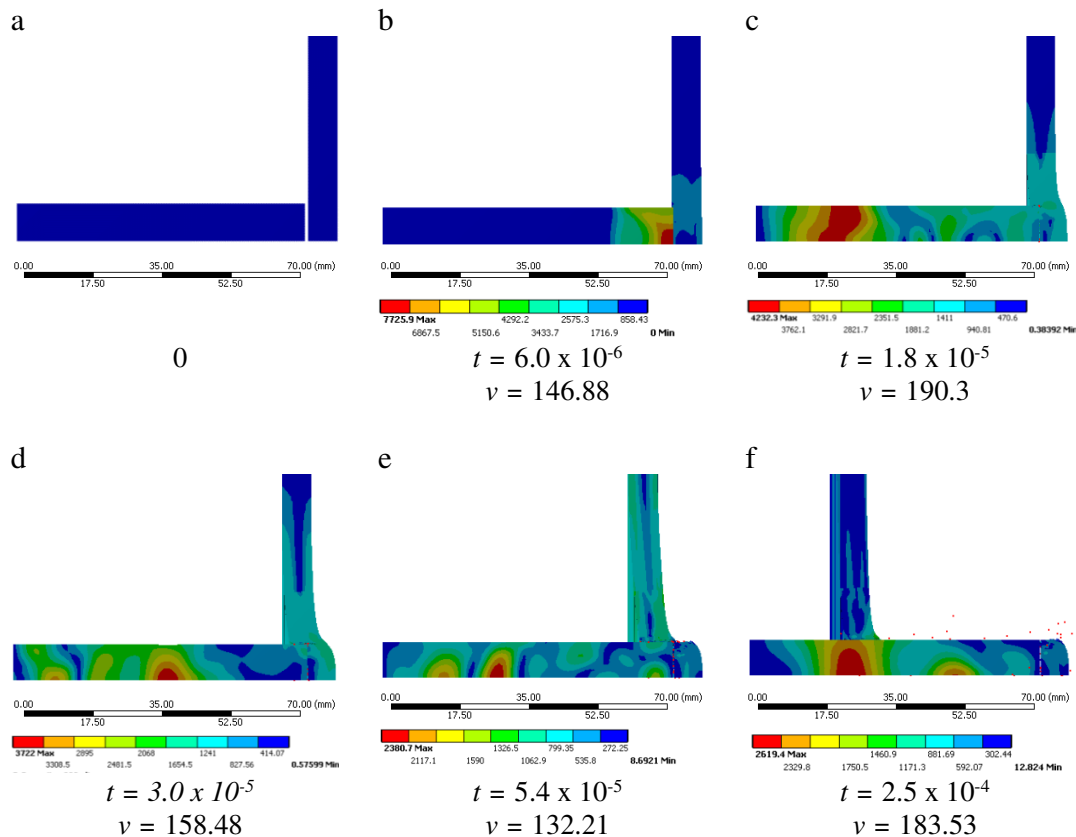 a
b
c
0.00 35.00 70.00 (mm)
17.50 52.50
0.00 35.00 70.00 (mm)
17.50 52.50
0.00 35.00 70.00 (mm)
17.50 52.50
7725.9 Max 4292.2 2575.3 858.43
6867.5 5150.6 3433.7 1716.9 0 Min
4232.3 Max 3291.9 2351.5 1411 470.6
3762.1 2821.7 1881.2 940.81 0.38392 Min
0
t = 6.0 x 10⁻⁶
v = 146.88
t = 1.8 x 10⁻⁵
v = 190.3
d
e
f
0.00 35.00 70.00 (mm)
17.50 52.50
0.00 35.00 70.00 (mm)
17.50 52.50
0.00 35.00 70.00 (mm)
17.50 52.50
3722 Max 2895 2068 1241 414.07
3308.5 2481.5 1654.5 827.56 0.57599 Min
2380.7 Max 1326.5 799.35 272.25
2117.1 1590 1062.9 535.8 8.6921 Min
2619.4 Max 881.69 302.44
2329.8 1750.5 1171.3 592.07 12.824 Min
t = 3.0 x 10⁻⁵
v = 158.48
t = 5.4 x 10⁻⁵
v = 132.21
t = 2.5 x 10⁻⁴
v = 183.53